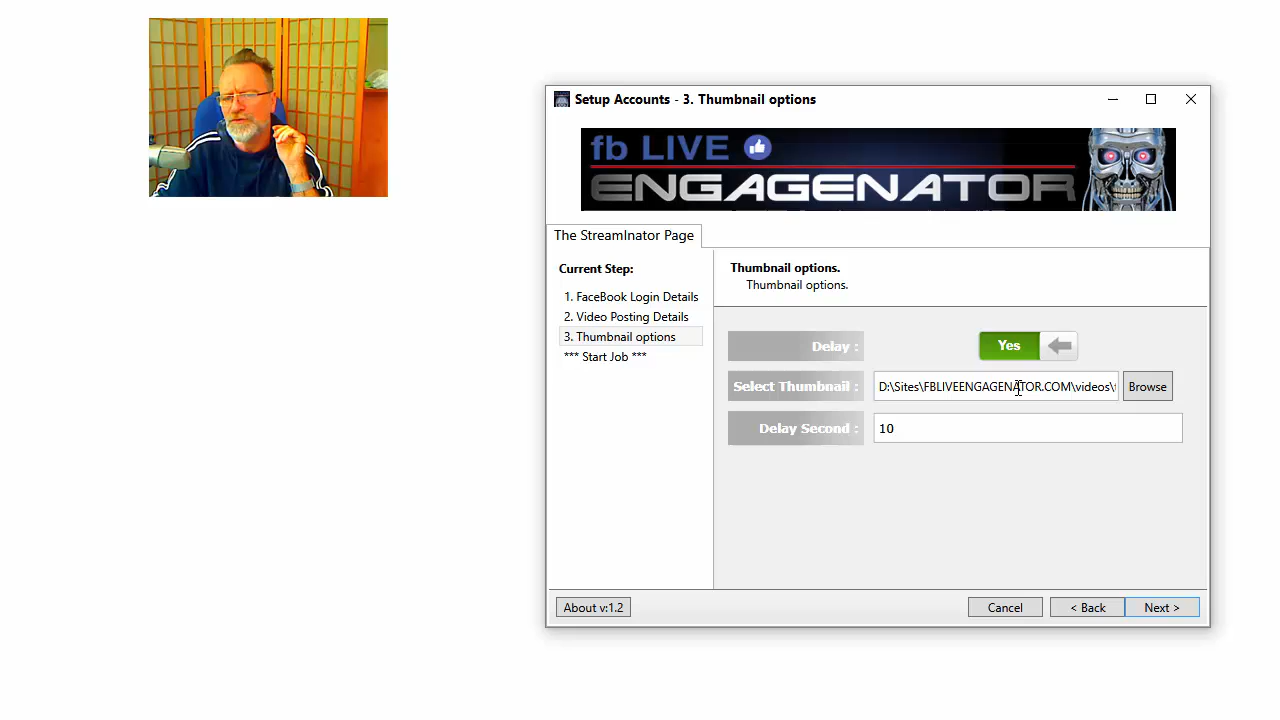 Setup Accounts - 3. Thumbnail options
fb LIVE
ENGAGENATOR
The StreamInator Page
Current Step:
1. FaceBook Login Details
2. Video Posting Details
3. Thumbnail options
*** Start Job ***
Thumbnail options.
Thumbnail options.
Delay :
Yes
Select Thumbnail :
D:\Sites\FBLIVEENGAGENATOR.COM\videos\
Browse
Delay Second :
10
About v:1.2
Cancel
< Back
Next >